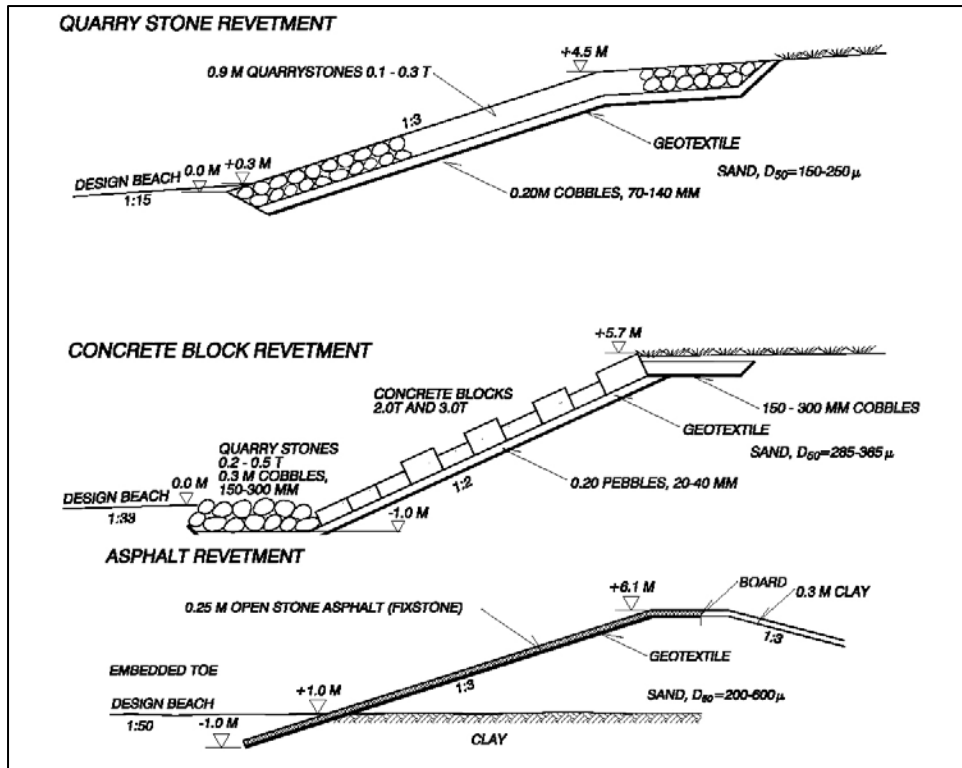 QUARRY STONE REVETMENT
+4.5 M
0.9 M QUARRYSTONES 0.1 - 0.3 T
1:3
GEOTEXTILE
0.0 M
+0.3 M
DESIGN BEACH
1:15
SAND, D50=150-250 μ
0.20M COBBLES, 70-140 MM
+5.7 M
CONCRETE BLOCK REVETMENT
CONCRETE BLOCKS
2.0T AND 3.0T
150 - 300 MM COBBLES
GEOTEXTILE
QUARRY STONES
0.2 - 0.5 T
0.3 M COBBLES,
150-300 MM
SAND, D50=285-365 μ
0.0 M
1:2
0.20 PEBBLES, 20-40 MM
DESIGN BEACH
1:33
-1.0 M
ASPHALT REVETMENT
+6.1 M
BOARD
0.3 M CLAY
0.25 M OPEN STONE ASPHALT (FIXSTONE)
1:3
GEOTEXTILE
EMBEDDED TOE
1:3
SAND, D50=200-600 μ
+1.0 M
DESIGN BEACH
1:50
-1.0 M
CLAY